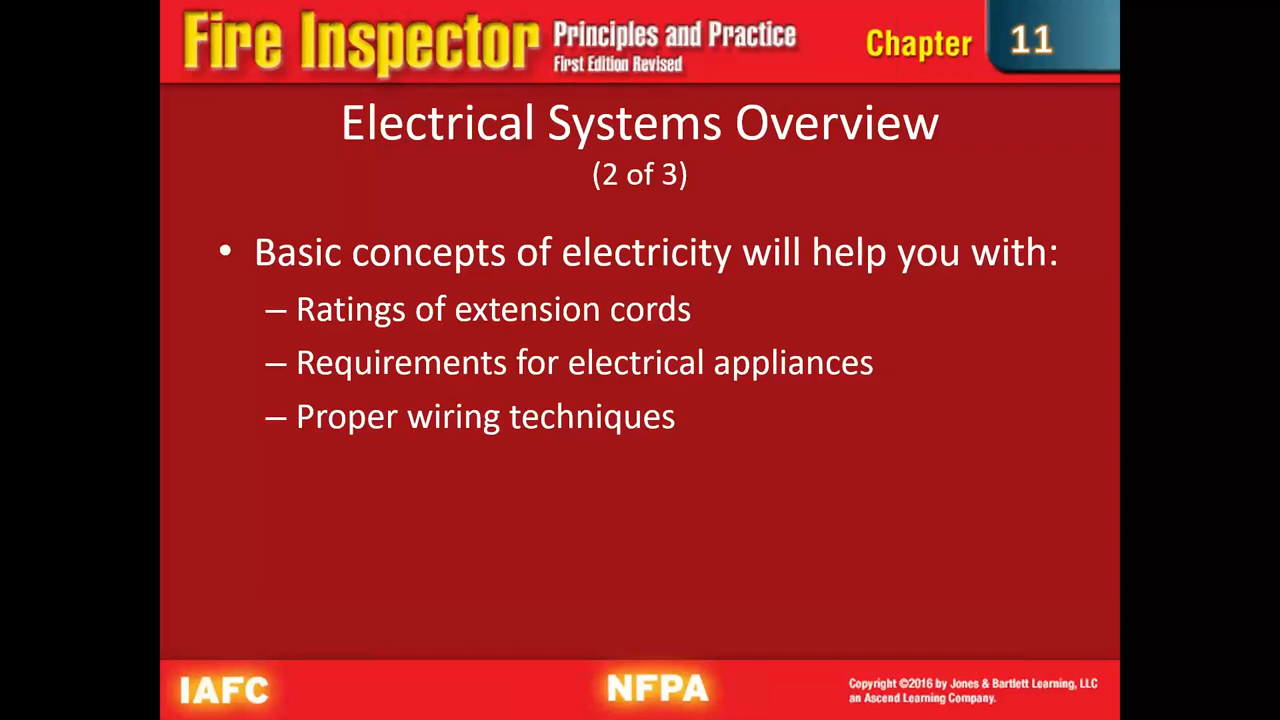 Fire Inspector Principles and Practice
First Edition Revised
Chapter 11
Electrical Systems Overview
(2 of 3)
• Basic concepts of electricity will help you with:
– Ratings of extension cords
– Requirements for electrical appliances
– Proper wiring techniques
IAFC
NFPA
Copyright ©2016 by Jones & Bartlett Learning, LLC
an Ascend Learning Company.